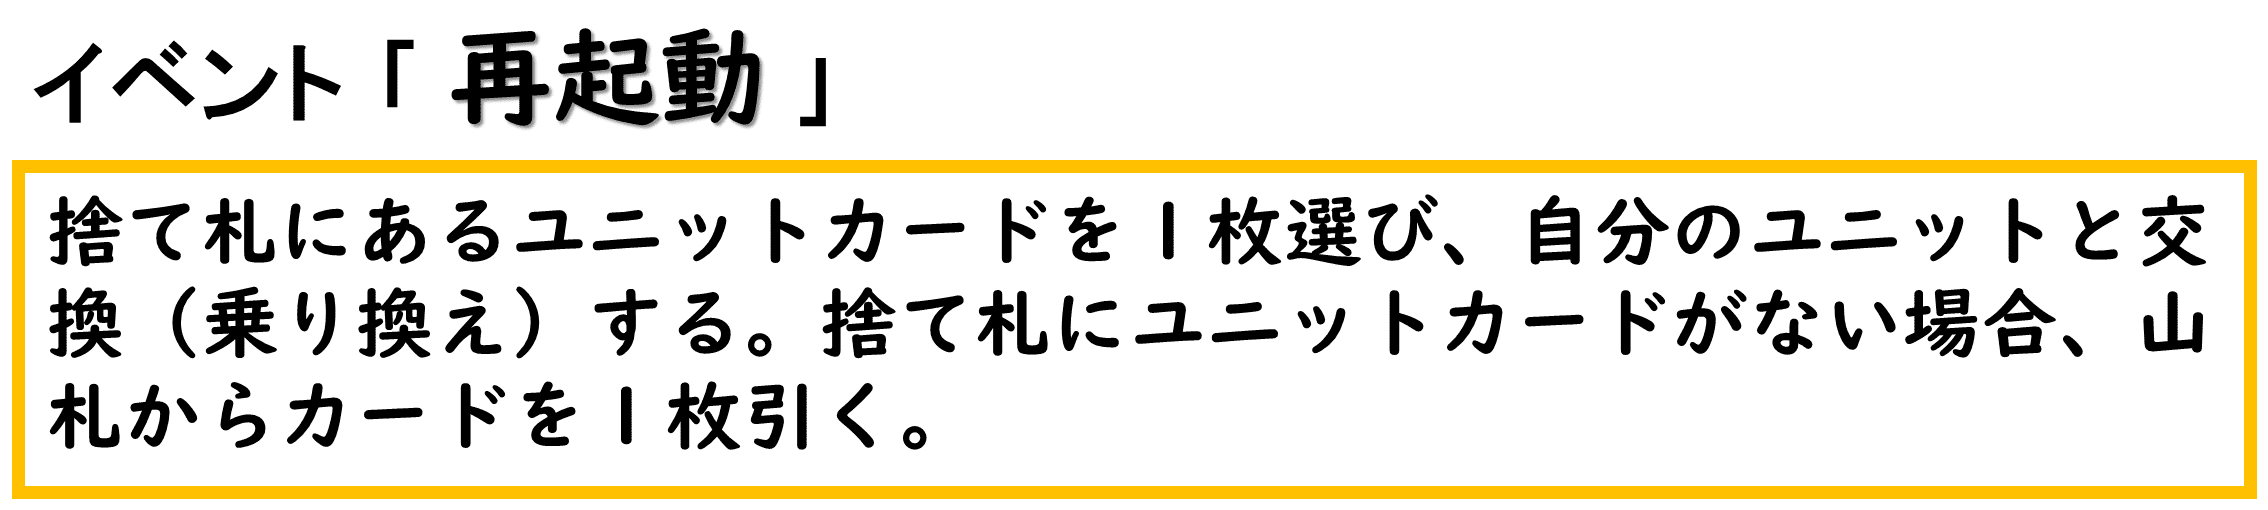 イベント「 再起動 」
捨て札にあるユニットカードを１枚選び、自分のユニットと交
換（乗り換え）する。捨て札にユニットカードがない場合、山
札からカードを１枚引く。